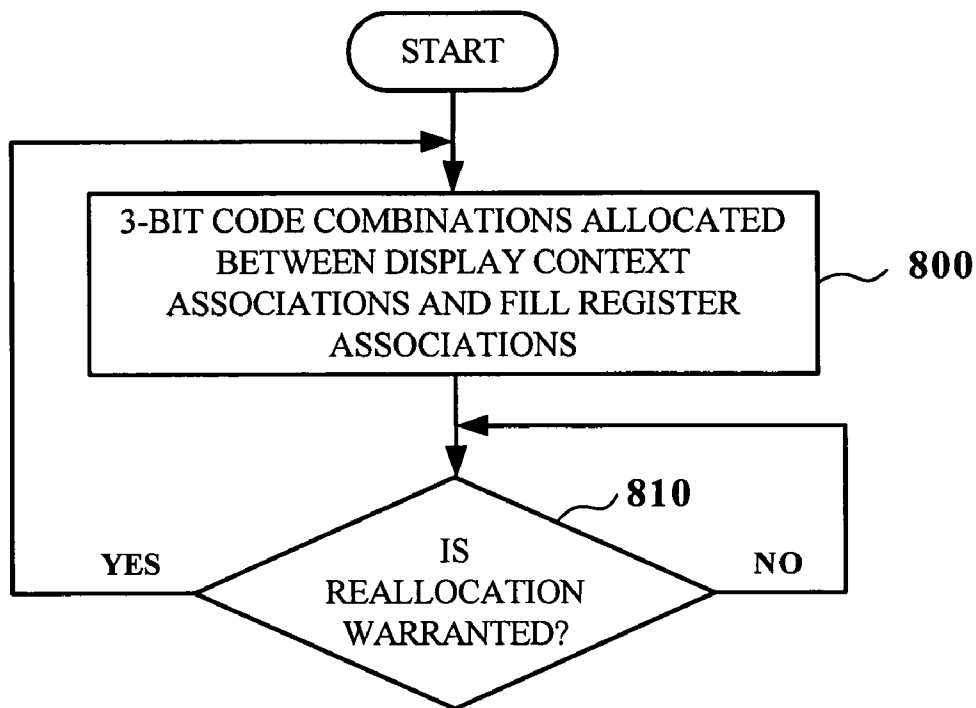 START
3-BIT CODE COMBINATIONS ALLOCATED
BETWEEN DISPLAY CONTEXT
ASSOCIATIONS AND FILL REGISTER
ASSOCIATIONS
800
810
YES
IS
REALLOCATION
WARRANTED?
NO